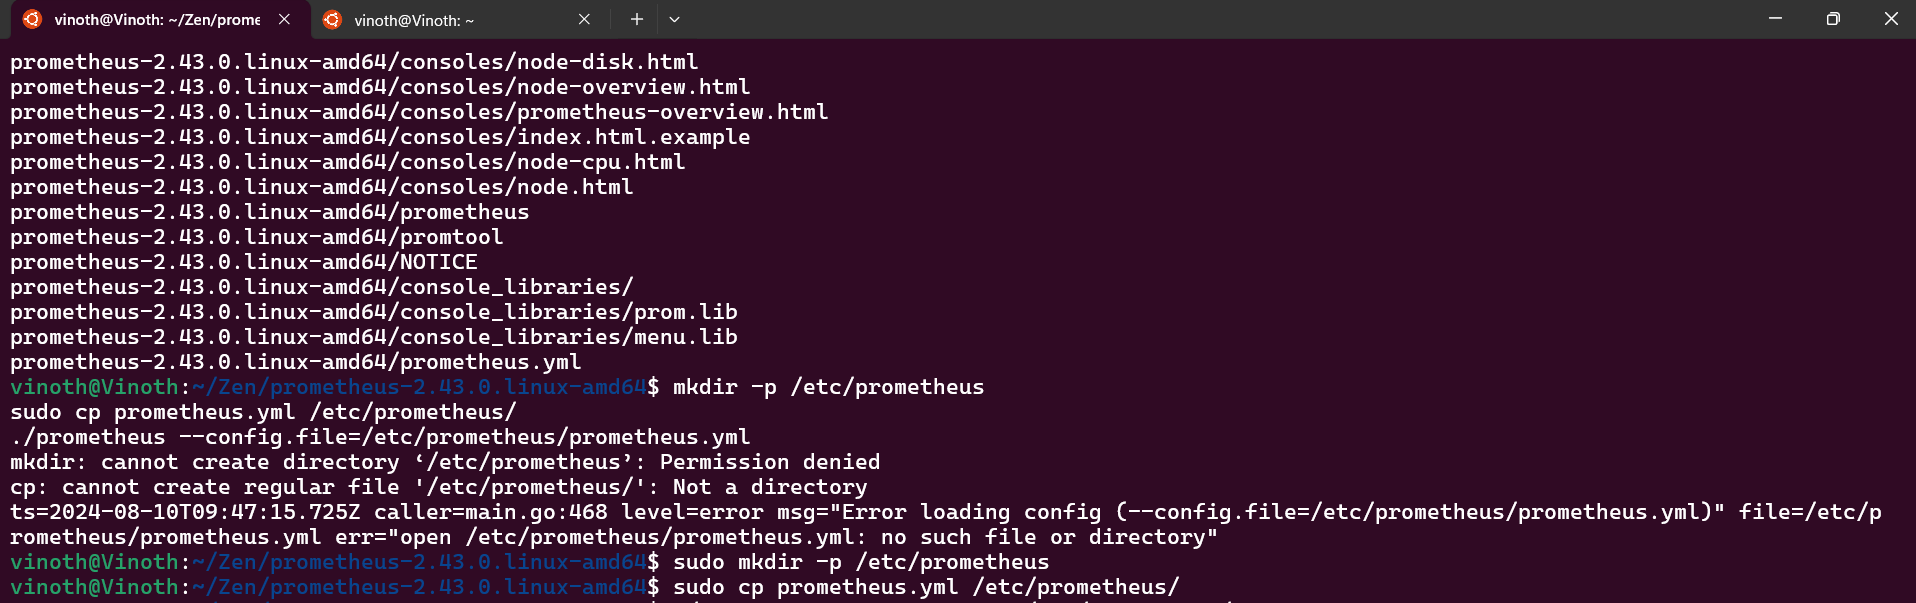 vinoth@Vinoth: ~/Zen/prome
vinoth@Vinoth: ~
prometheus-2.43.0.linux-amd64/consoles/node-disk.html
prometheus-2.43.0.linux-amd64/consoles/node-overview.html
prometheus-2.43.0.linux-amd64/consoles/prometheus-overview.html
prometheus-2.43.0.linux-amd64/consoles/index.html.example
prometheus-2.43.0.linux-amd64/consoles/node-cpu.html
prometheus-2.43.0.linux-amd64/consoles/node.html
prometheus-2.43.0.linux-amd64/prometheus
prometheus-2.43.0.linux-amd64/promtool
prometheus-2.43.0.linux-amd64/NOTICE
prometheus-2.43.0.linux-amd64/console_libraries/
prometheus-2.43.0.linux-amd64/console_libraries/prom.lib
prometheus-2.43.0.linux-amd64/console_libraries/menu.lib
prometheus-2.43.0.linux-amd64/prometheus.yml
vinoth@Vinoth:~/Zen/prometheus-2.43.0.linux-amd64$ mkdir -p /etc/prometheus
sudo cp prometheus.yml /etc/prometheus/
./prometheus --config.file=/etc/prometheus/prometheus.yml
mkdir: cannot create directory ‘/etc/prometheus’: Permission denied
cp: cannot create regular file '/etc/prometheus/': Not a directory
ts=2024-08-10T09:47:15.725Z caller=main.go:468 level=error msg="Error loading config (--config.file=/etc/prometheus/prometheus.yml)" file=/etc/p
rometheus/prometheus.yml err="open /etc/prometheus/prometheus.yml: no such file or directory"
vinoth@Vinoth:~/Zen/prometheus-2.43.0.linux-amd64$ sudo mkdir -p /etc/prometheus
vinoth@Vinoth:~/Zen/prometheus-2.43.0.linux-amd64$ sudo cp prometheus.yml /etc/prometheus/